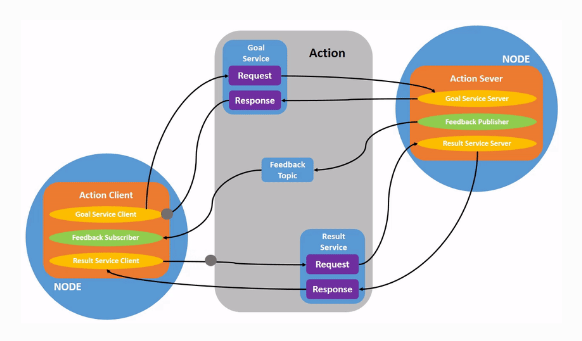 Goal
Service
Request
Response
Action
NODE
Action Sever
Goal Service Server
Feedback Publisher
Result Service Server
Feedback
Topic
Action Client
Goal Service Client
Feedback Subscriber
Result Service Client
NODE
Result
Service
Request
Response